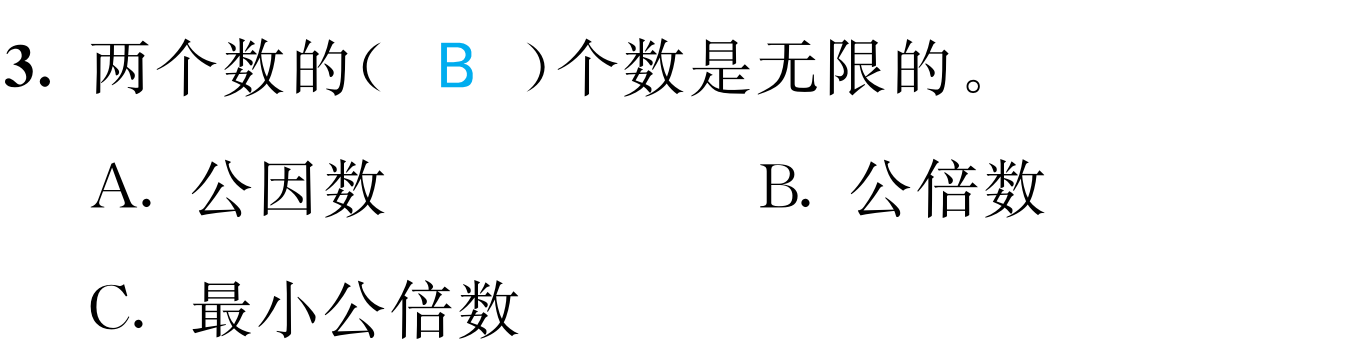 3. 两个数的( B )个数是无限的。
A. 公因数 B. 公倍数
C. 最小公倍数